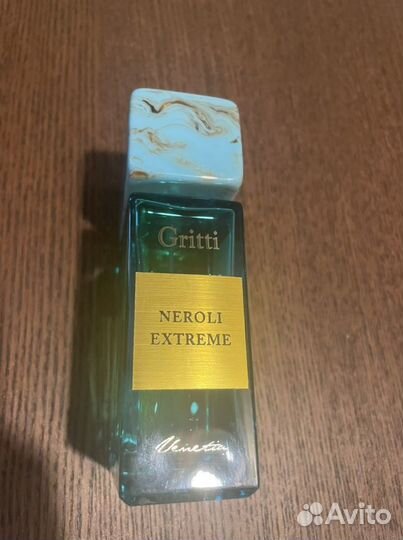 Gritti
NEROLI
EXTREME
Venetia
Avito